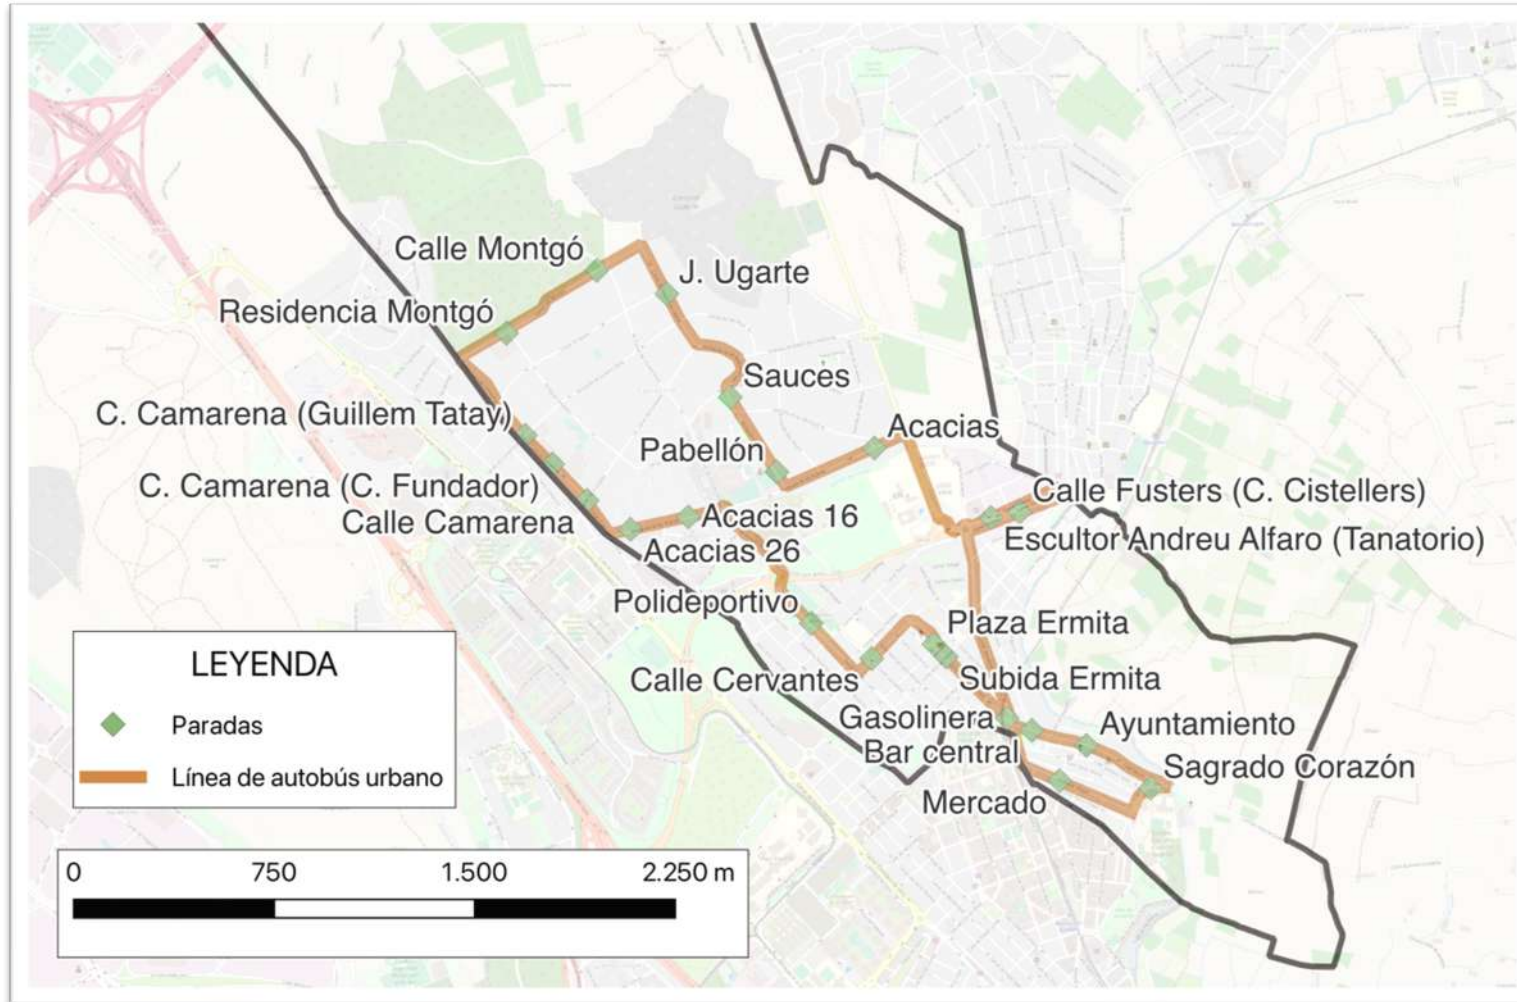 Calle Montgó
J. Ugarte
Residencia Montgó
Sauces
C. Camarena (Guillem Tatay)
Acacias
Pabellón
C. Camarena (C. Fundador)
Calle Fusters (C. Cistellers)
Calle Camarena
Acacias 16
Escultor Andreu Alfaro (Tanatorio)
Acacias 26
Polideportivo
Plaza Ermita
Calle Cervantes
Subida Ermita
Gasolinera
Ayuntamiento
Bar central
Sagrado Corazón
Mercado
LEYENDA
Paradas
Línea de autobús urbano
0 750 1.500 2.250 m